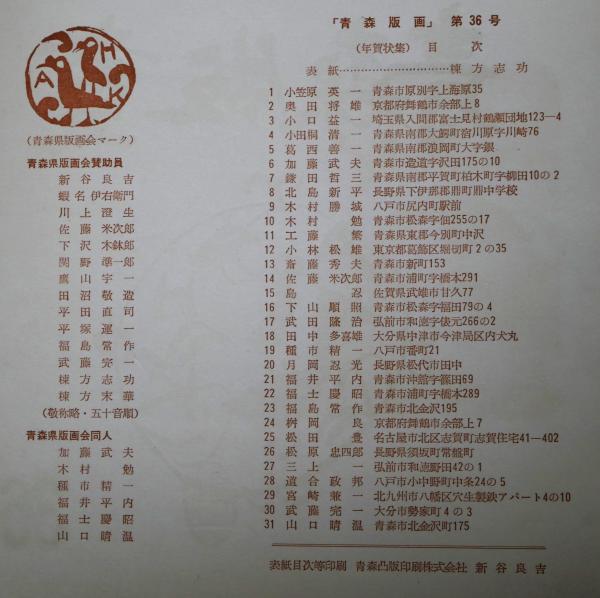 「青森版画」第36号
(年賀状集) 目次
表紙…………………………棟方志功
1 小笠原英一 青森市原別字上海原35
2 奥田将雄 京都府舞鶴市余部上8
3 小口益一 埼玉県入間郡富士見村鶴瀬団地123―4
4 小田桐清一 青森県南郡大鰐町宿川原字川崎76
5 葛西善一 青森県南郡浪岡町大字銀
6 加藤武夫 青森市造道字沢田175の10
7 鎌田哲三 青森県南郡平賀町柏木町字柳田10の2
8 北島新平 長野県下伊那郡鼎町鼎中学校
9 木村勝城 八戸市尻内町駅前
10 木村勉 青森市松森字佃255の17
11 工藤繁 青森県東郡今別町中沢
12 小林松雄 東京都葛飾区堀切町2の35
13 斎藤秀夫 青森市新町153
14 佐藤米次郎 青森市浦町字橋本291
15 島忍 佐賀県武雄市甘久77
16 下山順照 青森市松森字福田79の4
17 武田隆治 弘前市和徳字俵元266の2
18 田中多喜雄 大分県中津市今津局区内犬丸
19 種市精一 八戸市番町21
20 月岡忍光 長野県松代市田中
21 福井平内 青森市沖舘字篠田69
22 福士慶昭 青森市浦町字橋本289
23 福島常作 青森市北金沢195
24 桝岡良 京都府舞鶴市余部上7
25 松田豊 名古屋市北区志賀町志賀住宅41―402
26 松原忠四郎 長野県須坂町常盤町
27 三上一 弘前市和徳野田42の1
28 道合政邦 八戸市小中野町中条24の5
29 宮崎兼一 北九州市八幡区穴生製鉄アパート4の10
30 武藤完一 大分市勢家町4の3
31 山口晴温 青森市北金沢町175
表紙目次等印刷 青森凸版印刷株式会社 新谷良吉
A H K
(青森県版画会マーク)
青森県版画会賛助員
新谷良吉
蝦名伊右衛門
川上澄生
佐藤米次郎
下沢木鉢郎
関野凖一郎
鷹山宇一
田沼敬造
平田直司
平塚運一
福島常作
武藤完一
棟方志功
棟方末華
(敬称略・五十音順)
青森県版画会同人
加藤武夫
木村勉
種市精一
福井平内
福士慶昭
山口晴温